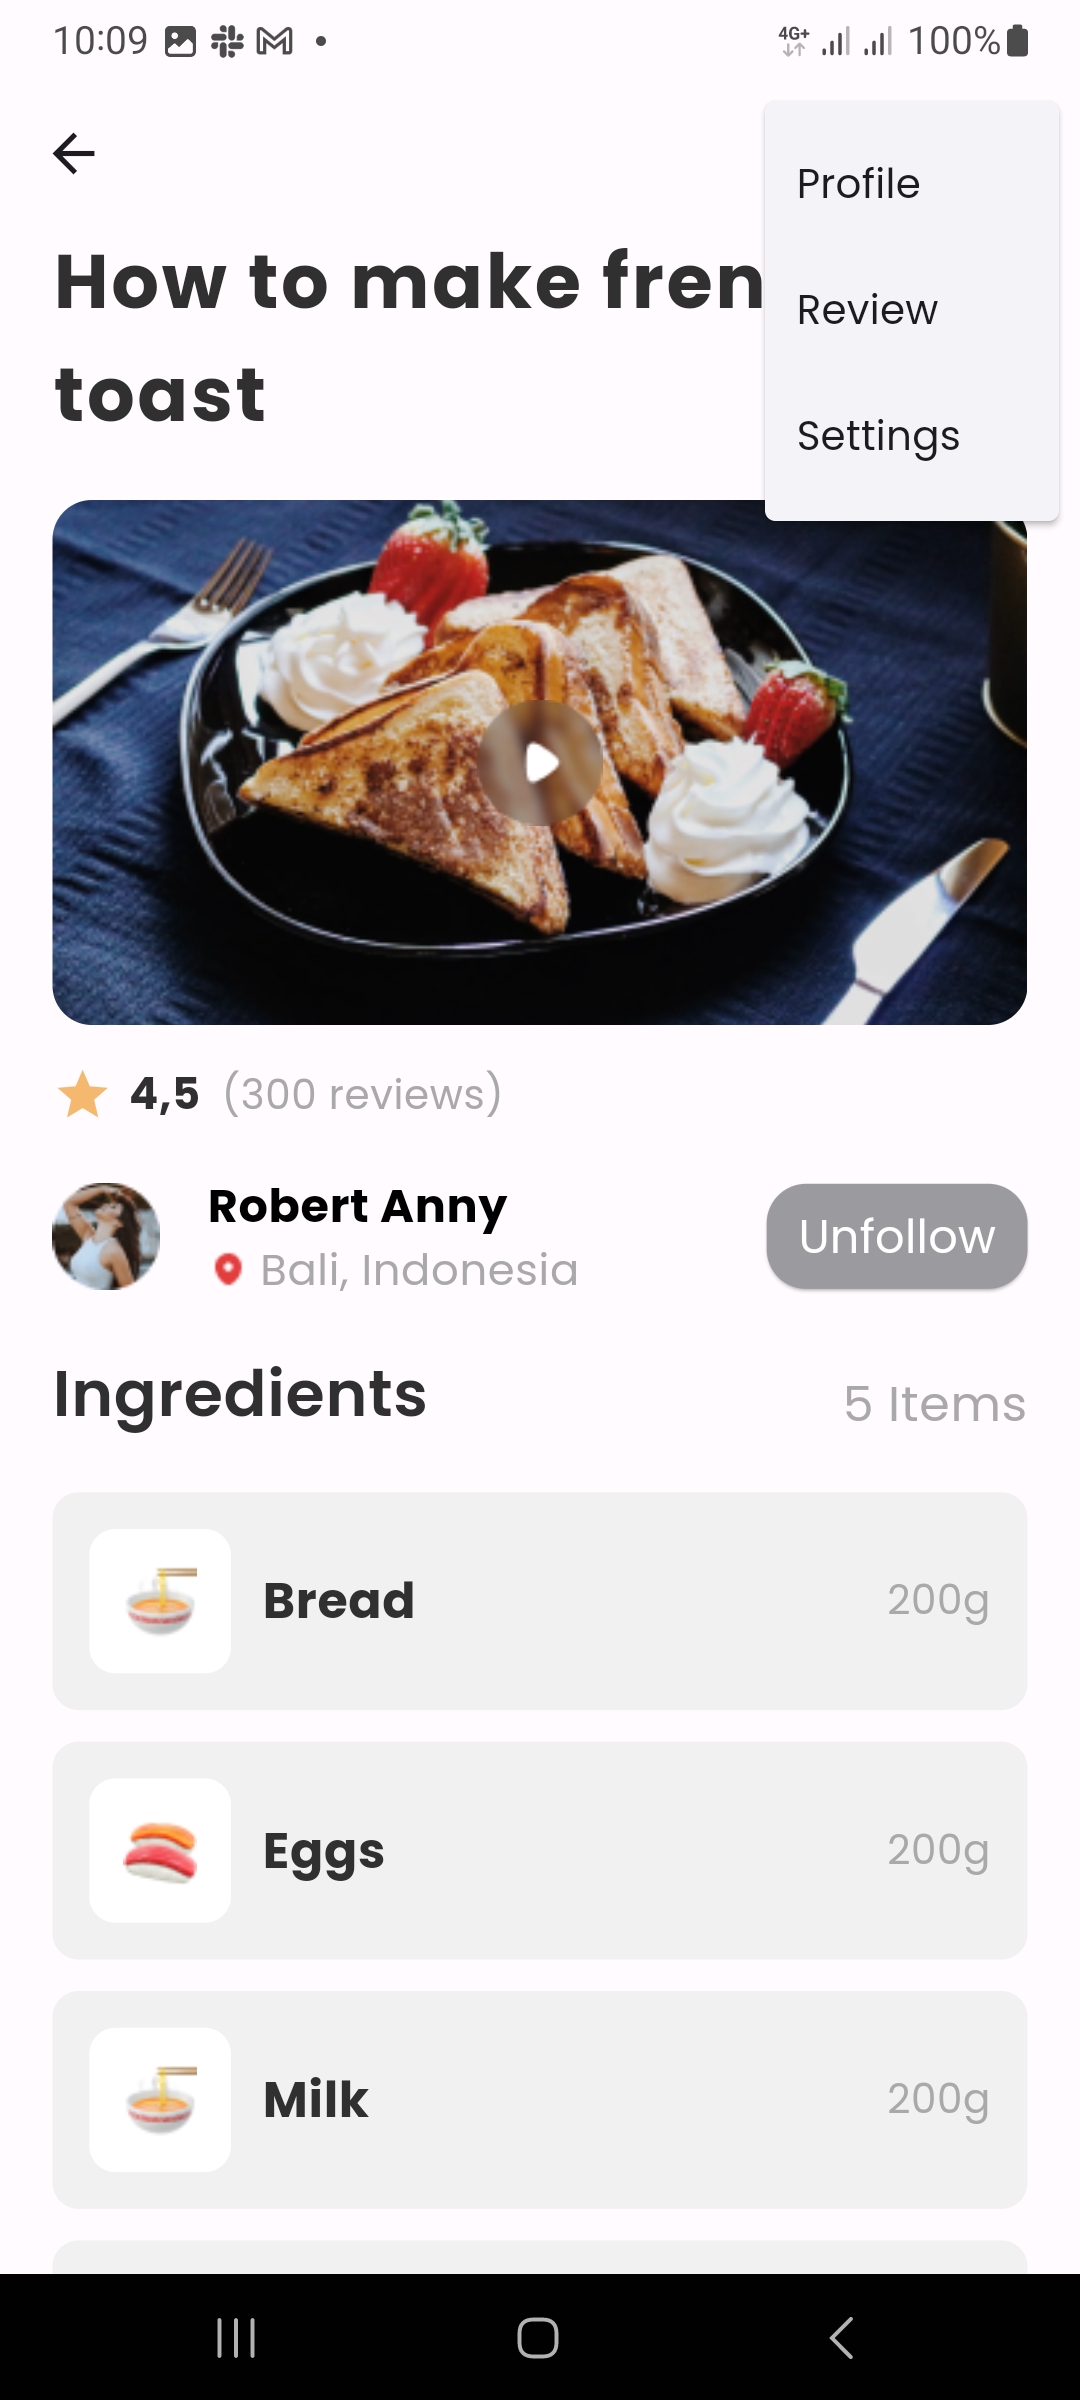 10:09
4G+ 100%
Profile
Review
Settings
How to make fren
toast
4,5 (300 reviews)
Robert Anny
Bali, Indonesia
Unfollow
Ingredients
5 Items
Bread 200g
Eggs 200g
Milk 200g